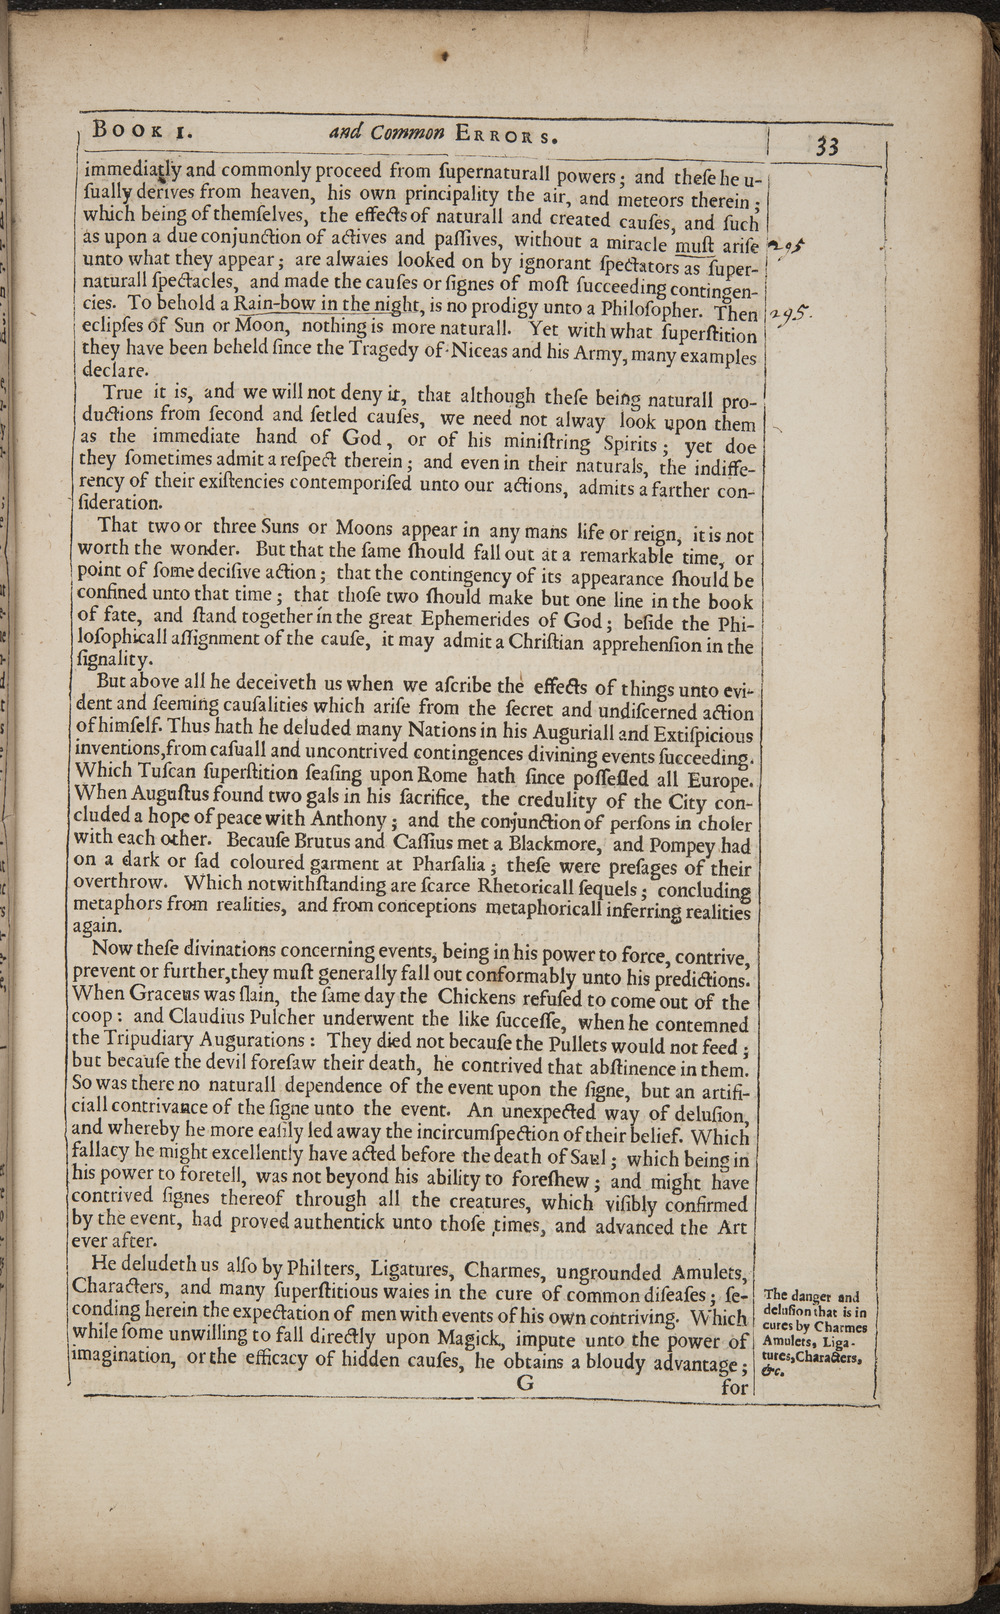 BOOK 1. and Common ERRORS. 33
immediatly and commonly proceed from ſupernaturall powers; and theſe he u-
ſually derives from heaven, his own principality the air, and meteors therein;
which being of themſelves, the effects of naturall and created cauſes, and ſuch
as upon a due conjunction of actives and paſſives, without a miracle muſt ariſe
295
unto what they appear; are alwaies looked on by ignorant ſpectators as ſuper-
naturall ſpectacles, and made the cauſes or ſignes of moſt ſucceeding contingen-
cies. To behold a Rain-bow in the night, is no prodigy unto a Philoſopher. Then
295.
eclipſes of Sun or Moon, nothing is more naturall. Yet with what ſuperſtition
they have been beheld ſince the Tragedy of Niceas and his Army, many examples
declare.
True it is, and we will not deny it, that although theſe being naturall pro-
ductions from ſecond and ſetled cauſes, we need not alway look upon them
as the immediate hand of God, or of his miniſtring Spirits; yet doe
they ſometimes admit a reſpect therein; and even in their naturals, the indiffe-
rency of their exiſtencies contemporiſed unto our actions, admits a farther con-
ſideration.
That two or three Suns or Moons appear in any mans life or reign, it is not
worth the wonder. But that the ſame ſhould fall out at a remarkable time, or
point of ſome deciſive action; that the contingency of its appearance ſhould be
confined unto that time; that thoſe two ſhould make but one line in the book
of fate, and ſtand together in the great Ephemerides of God; beſide the Phi-
loſophicall aſſignment of the cauſe, it may admit a Chriſtian apprehenſion in the
ſignality.
But above all he deceiveth us when we aſcribe the effects of things unto evi-
dent and ſeeming cauſalities which ariſe from the ſecret and undiſcerned action
of himſelf. Thus hath he deluded many Nations in his Auguriall and Extiſpicious
inventions, from caſuall and uncontrived contingences divining events ſucceeding.
Which Tuſcan ſuperſtition ſeaſing upon Rome hath ſince poſſeſſed all Europe.
When Auguſtus found two gals in his ſacrifice, the credulity of the City con-
cluded a hope of peace with Anthony; and the conjunction of perſons in choler
with each other. Becauſe Brutus and Caſſius met a Blackmore, and Pompey had
on a dark or ſad coloured garment at Pharſalia; theſe were preſages of their
overthrow. Which notwithſtanding are ſcarce Rhetoricall ſequels; concluding
metaphors from realities, and from conceptions metaphoricall inferring realities
again.
Now theſe divinations concerning events, being in his power to force, contrive,
prevent or further, they muſt generally fall out conformably unto his predictions.
When Graceus was ſlain, the ſame day the Chickens refuſed to come out of the
coop: and Claudius Pulcher underwent the like ſucceſſe, when he contemned
the Tripudiary Augurations: They died not becauſe the Pullets would not feed;
but becauſe the devil foreſaw their death, he contrived that abſtinence in them.
So was there no naturall dependence of the event upon the ſigne, but an artifi-
ciall contrivance of the ſigne unto the event. An unexpected way of deluſion,
and whereby he more eaſily led away the incircumſpection of their belief. Which
fallacy he might excellently have acted before the death of Saul; which being in
his power to foretell, was not beyond his ability to foreſhew; and might have
contrived ſignes thereof through all the creatures, which viſibly confirmed
by the event, had proved authentick unto thoſe times, and advanced the Art
ever after.
He deludeth us alſo by Philters, Ligatures, Charmes, ungrounded Amulets,
Characters, and many ſuperſtitious waies in the cure of common diſeaſes; ſe-
conding herein the expectation of men with events of his own contriving. Which
while ſome unwilling to fall directly upon Magick, impute unto the power of
imagination, or the efficacy of hidden cauſes, he obtains a bloudy advantage;
The danger and
deluſion that is in
cures by Charmes
Amulets, Liga-
tures, Characters,
&c.
G for